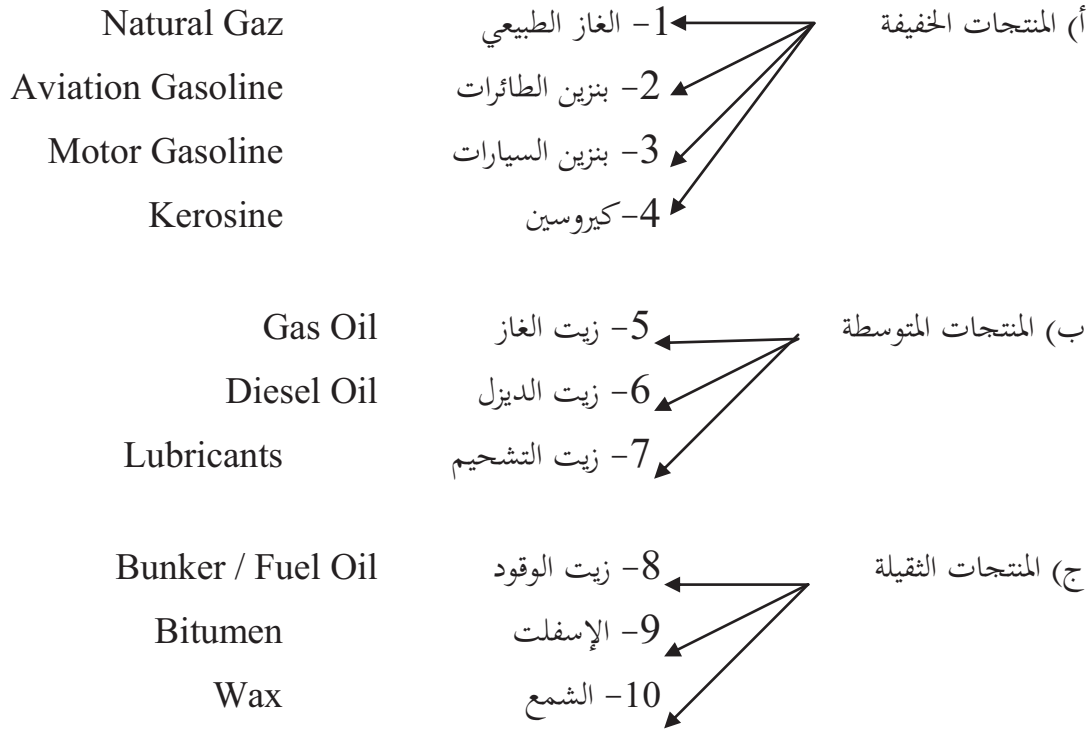 أ) المنتجات الخفيفة 1- الغاز الطبيعي Natural Gaz
2- بنزين الطائرات Aviation Gasoline
3- بنزين السيارات Motor Gasoline
4- كيروسين Kerosine
ب) المنتجات المتوسطة 5- زيت الغاز Gas Oil
6- زيت الديزل Diesel Oil
7- زيت التشحيم Lubricants
ج) المنتجات الثقيلة 8- زيت الوقود Bunker / Fuel Oil
9- الإسفلت Bitumen
10- الشمع Wax